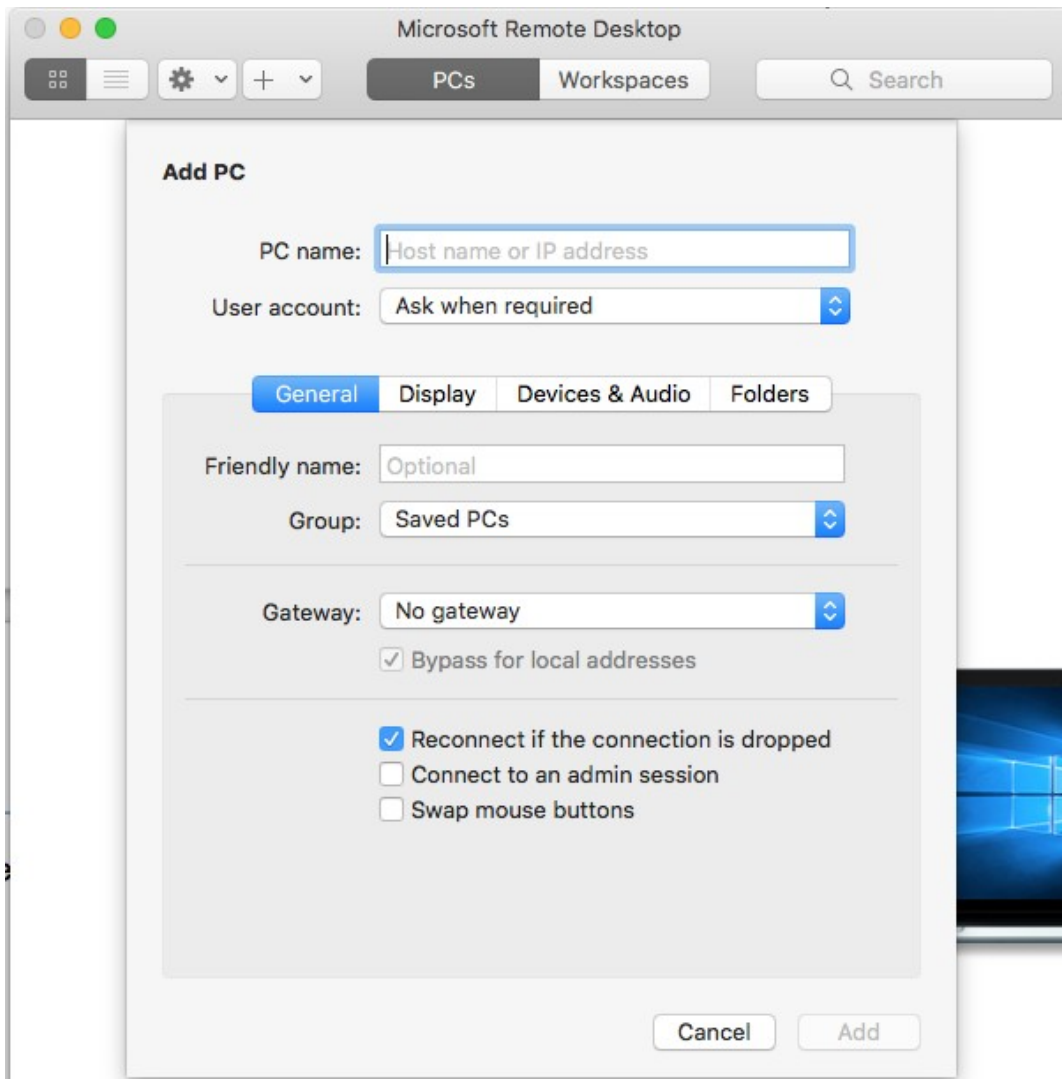 Microsoft Remote Desktop
PCs Workspaces Search
Add PC
PC name: Host name or IP address
User account: Ask when required
General Display Devices & Audio Folders
Friendly name: Optional
Group: Saved PCs
Gateway: No gateway
Bypass for local addresses
Reconnect if the connection is dropped
Connect to an admin session
Swap mouse buttons
Cancel Add